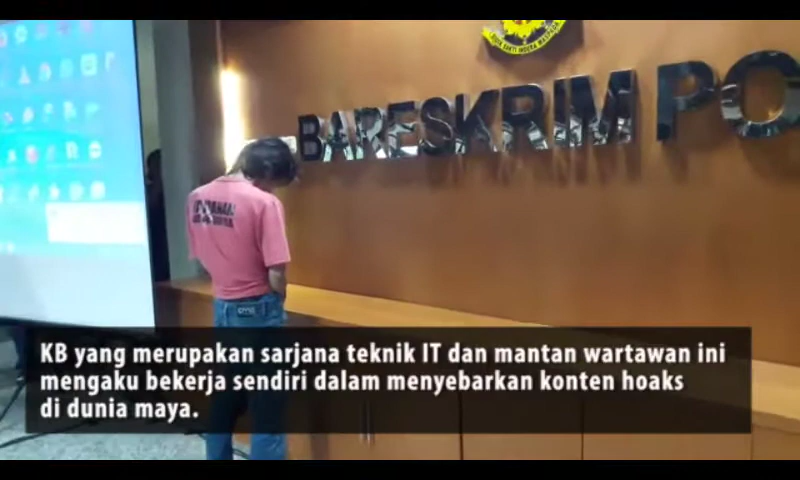 BARESKRIM PO
KB yang merupakan sarjana teknik IT dan mantan wartawan ini
mengaku bekerja sendiri dalam menyebarkan konten hoaks
di dunia maya.